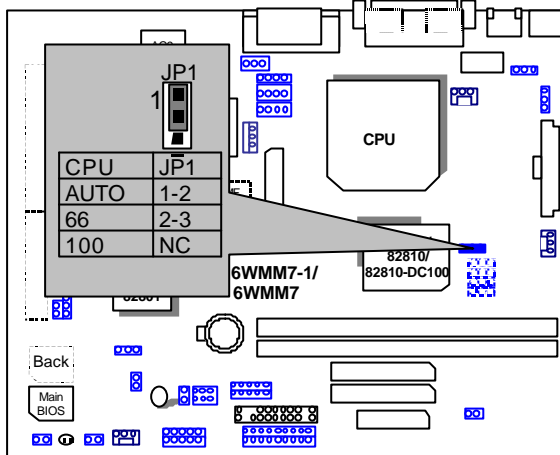 JP1
1
CPU JP1
AUTO 1-2
66 2-3
100 NC
CPU
82810/
82810-DC100
6WMM7-1/
6WMM7
Back
Main
BIOS